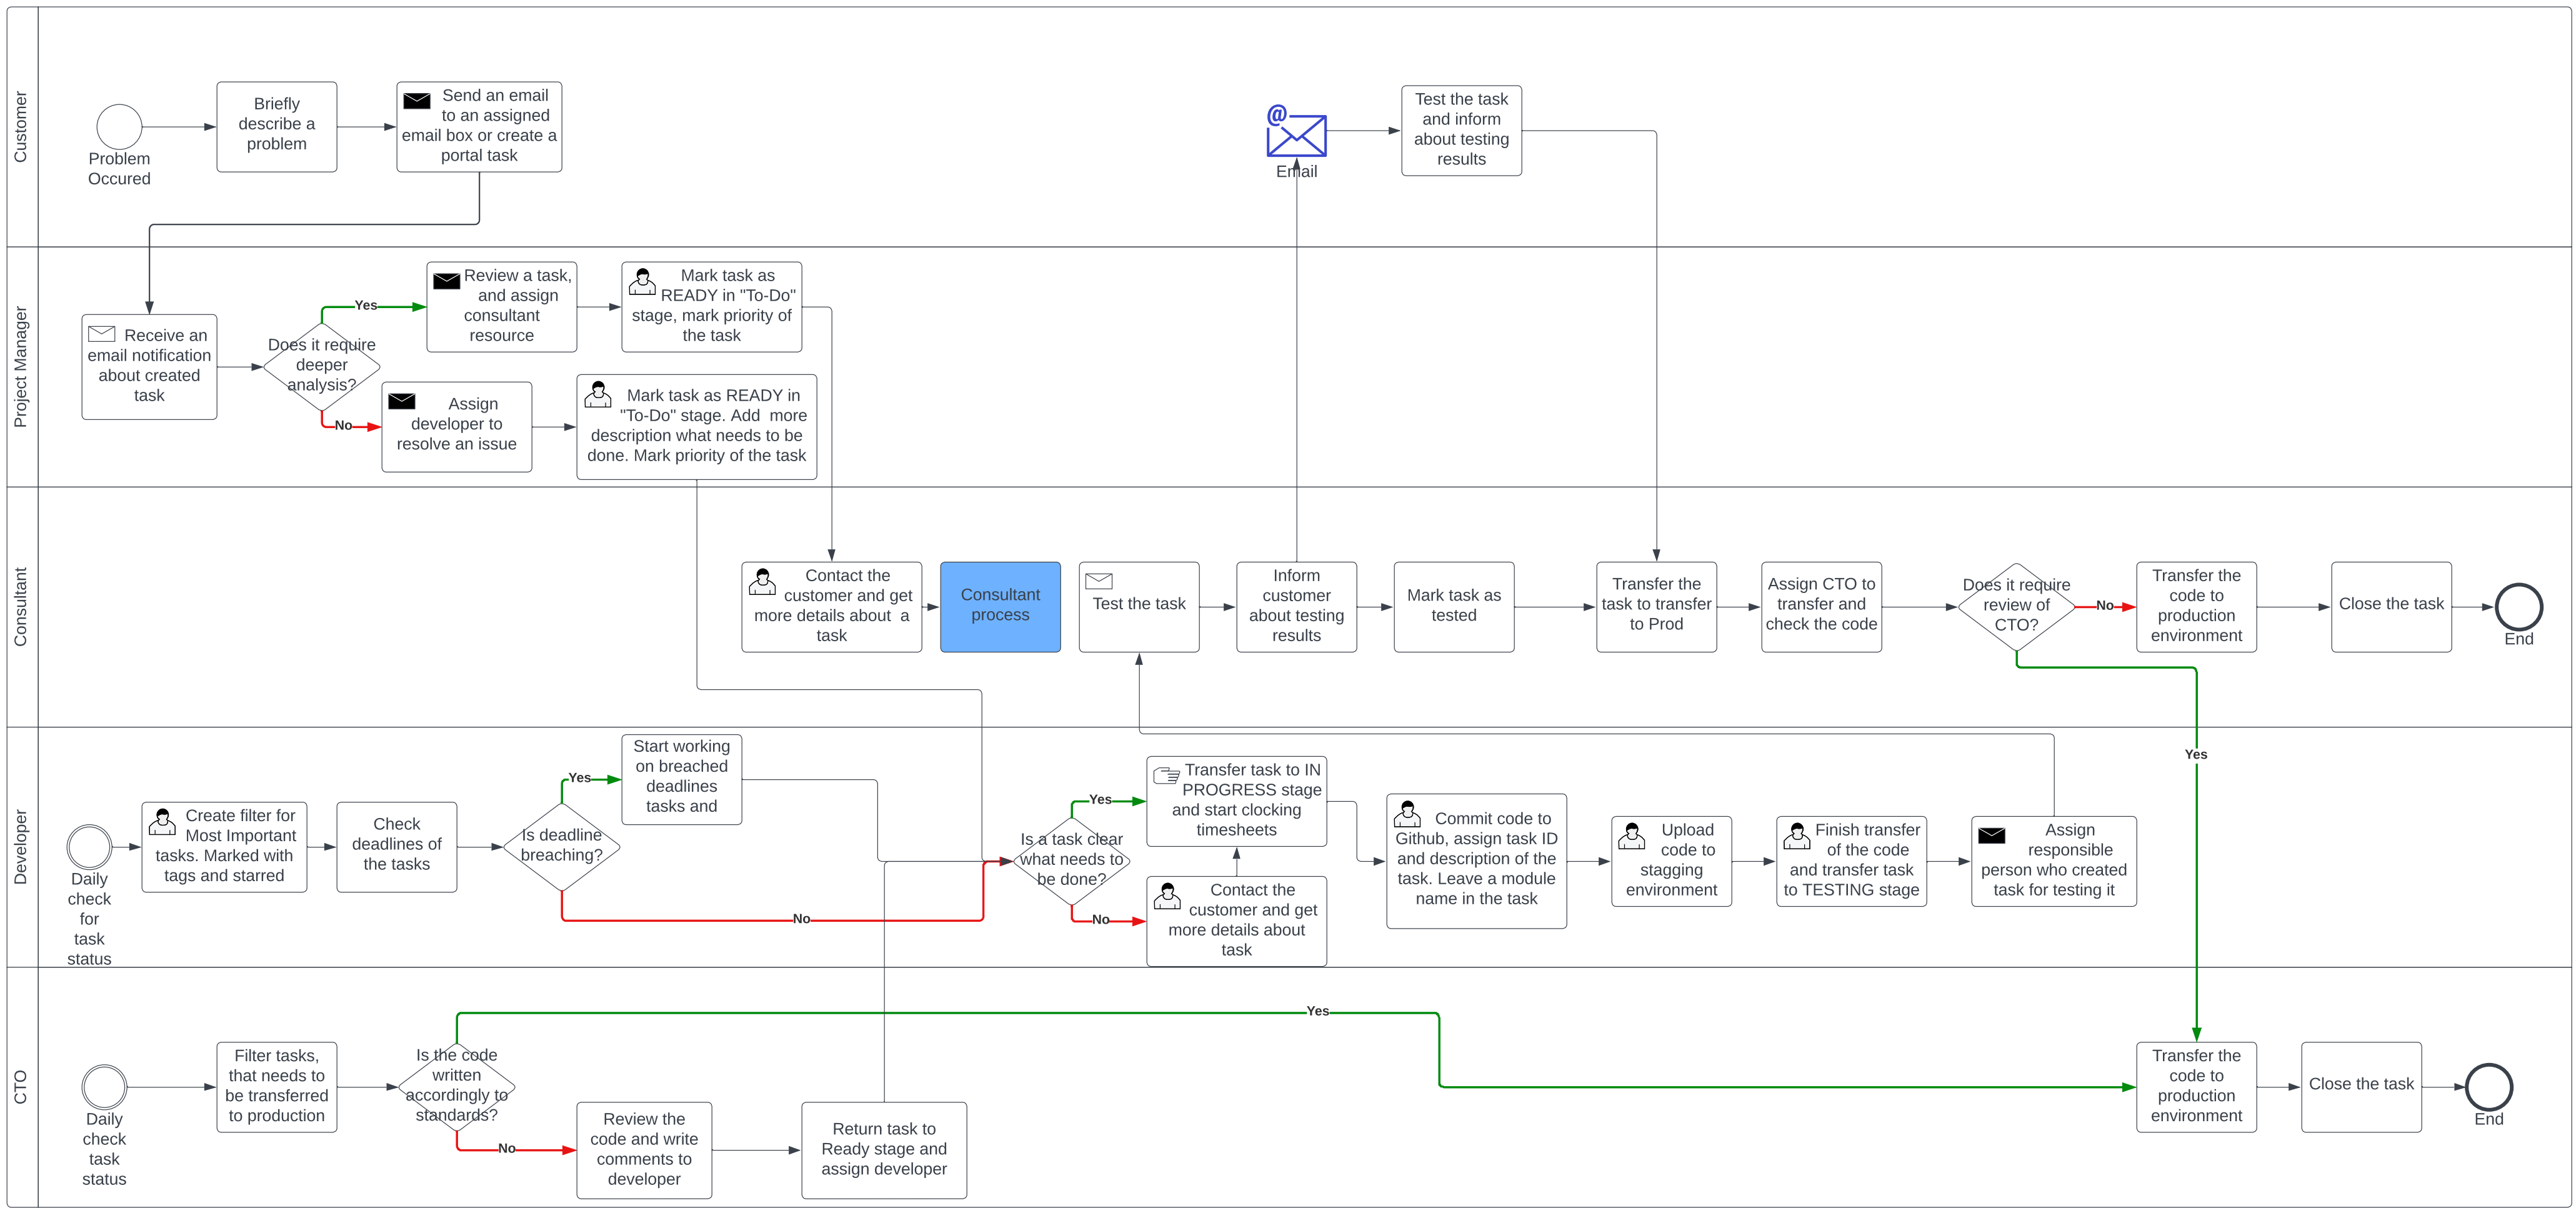 Customer
Problem
Occured
Briefly
describe a
problem
Send an email
to an assigned
email box or create a
portal task
Email
Test the task
and inform
about testing
results
Project Manager
Receive an
email notification
about created
task
Does it require
deeper
analysis?
Yes
No
Review a task,
and assign
consultant
resource
Mark task as
READY in "To-Do"
stage, mark priority of
the task
Assign
developer to
resolve an issue
Mark task as READY in
"To-Do" stage. Add more
description what needs to be
done. Mark priority of the task
Consultant
Contact the
customer and get
more details about a
task
Consultant
process
Test the task
Inform
customer
about testing
results
Mark task as
tested
Transfer the
task to transfer
to Prod
Assign CTO to
transfer and
check the code
Does it require
review of
CTO?
No
Yes
Transfer the
code to
production
environment
Close the task
End
Developer
Daily
check
for
task
status
Create filter for
Most Important
tasks. Marked with
tags and starred
Check
deadlines of
the tasks
Is deadline
breaching?
Yes
No
Start working
on breached
deadlines
tasks and
Is a task clear
what needs to
be done?
Yes
No
Transfer task to IN
PROGRESS stage
and start clocking
timesheets
Contact the
customer and get
more details about
task
Commit code to
Github, assign task ID
and description of the
task. Leave a module
name in the task
Upload
code to
stagging
environment
Finish transfer
of the code
and transfer task
to TESTING stage
Assign
responsible
person who created
task for testing it
CTO
Daily
check
task
status
Filter tasks,
that needs to
be transferred
to production
Is the code
written
accordingly to
standards?
Yes
No
Review the
code and write
comments to
developer
Return task to
Ready stage and
assign developer
Transfer the
code to
production
environment
Close the task
End